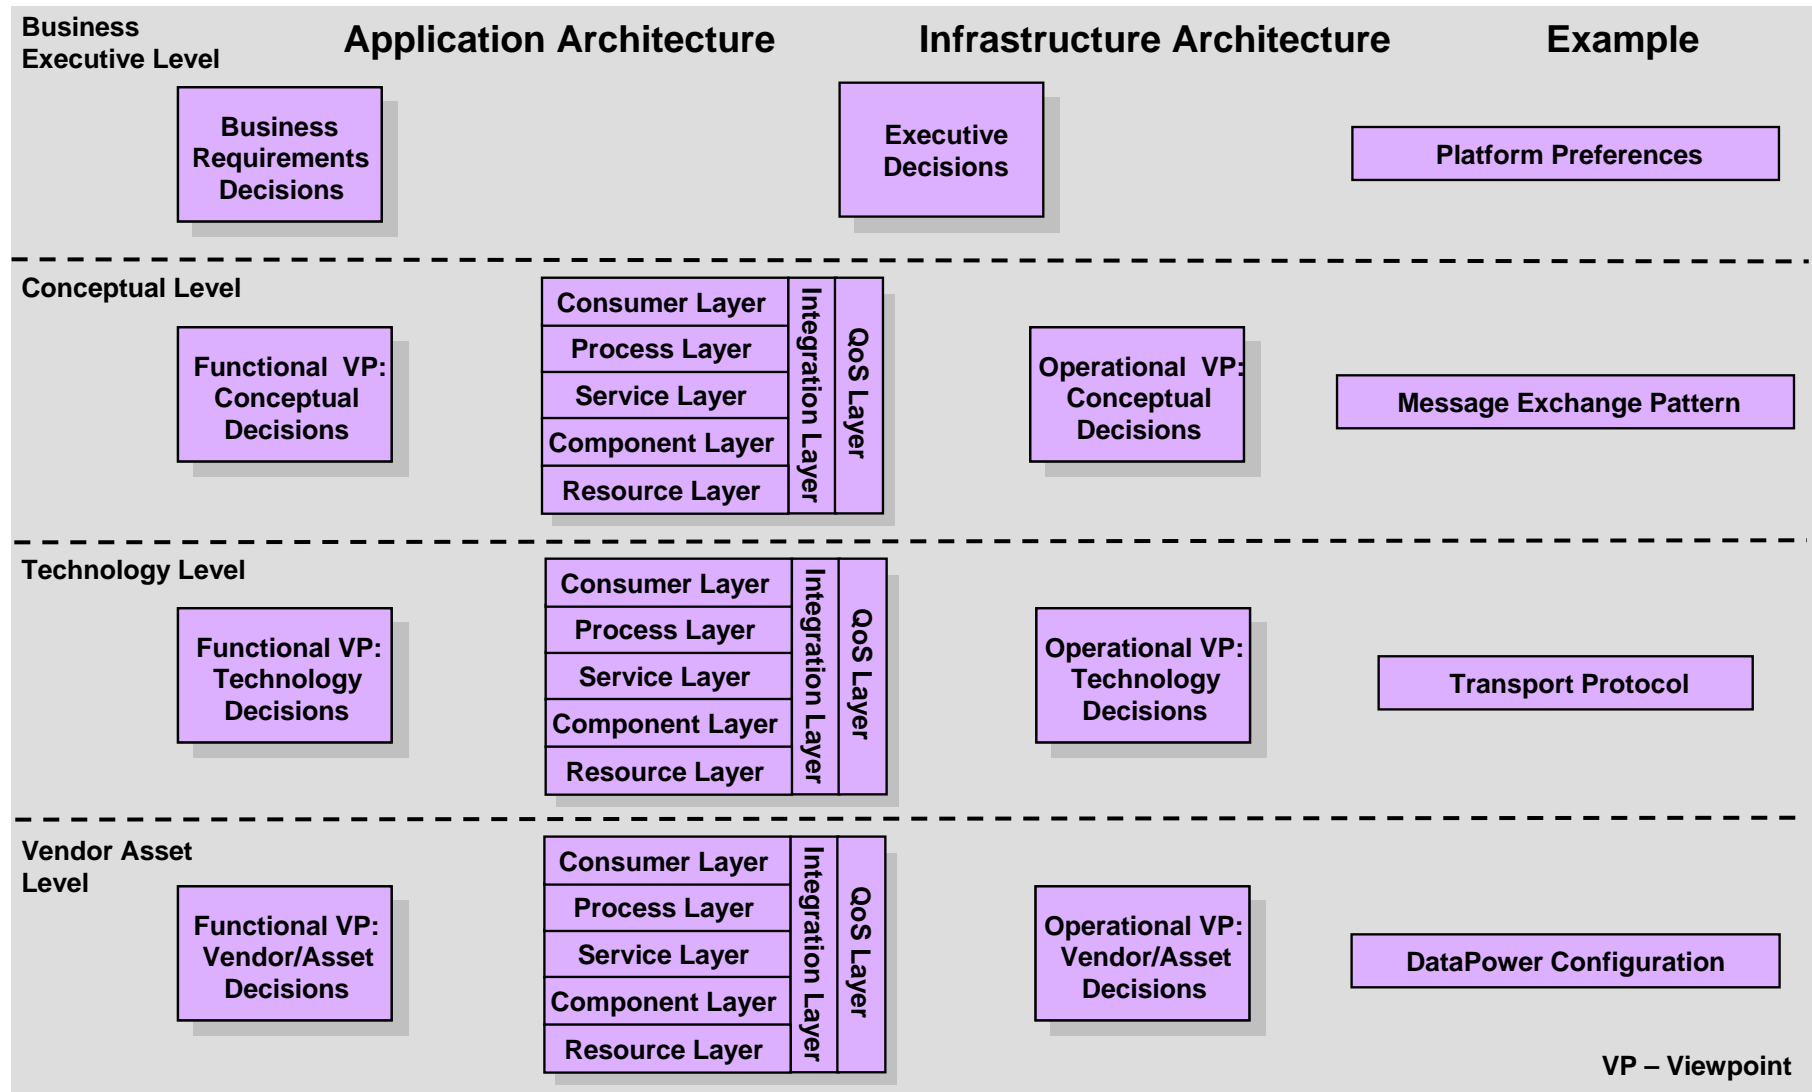 Business
Executive Level
Application Architecture
Infrastructure Architecture
Example
Business
Requirements
Decisions
Executive
Decisions
Platform Preferences
Conceptual Level
Functional VP:
Conceptual
Decisions
Consumer Layer
Process Layer
Service Layer
Component Layer
Resource Layer
Integration Layer
QoS Layer
Operational VP:
Conceptual
Decisions
Message Exchange Pattern
Technology Level
Functional VP:
Technology
Decisions
Consumer Layer
Process Layer
Service Layer
Component Layer
Resource Layer
Integration Layer
QoS Layer
Operational VP:
Technology
Decisions
Transport Protocol
Vendor Asset
Level
Functional VP:
Vendor/Asset
Decisions
Consumer Layer
Process Layer
Service Layer
Component Layer
Resource Layer
Integration Layer
QoS Layer
Operational VP:
Vendor/Asset
Decisions
DataPower Configuration
VP – Viewpoint